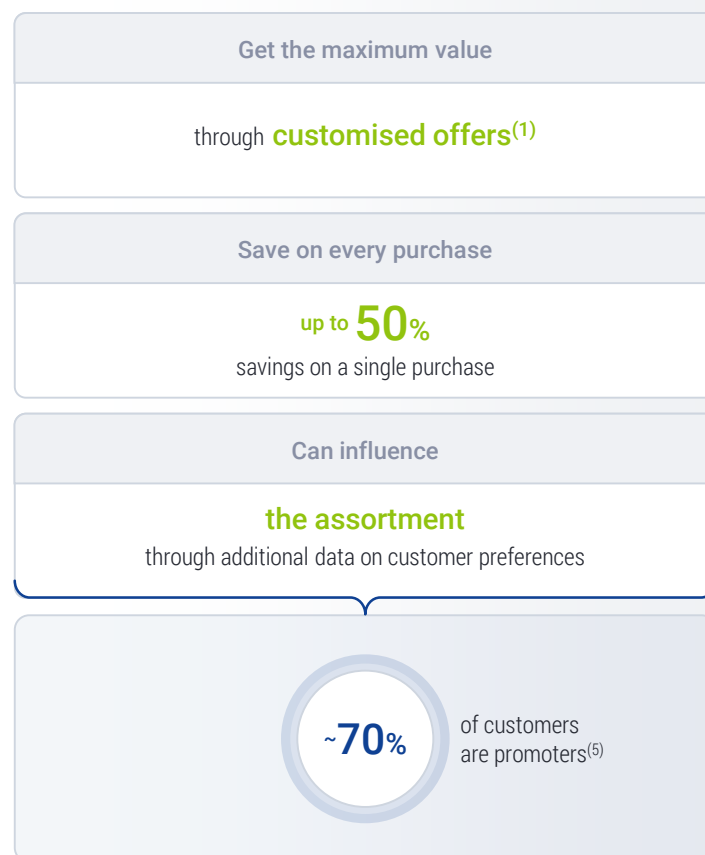 Get the maximum value
through customised offers(1)
Save on every purchase
up to 50%
savings on a single purchase
Can influence
the assortment
through additional data on customer preferences
~70%
of customers
are promoters(5)